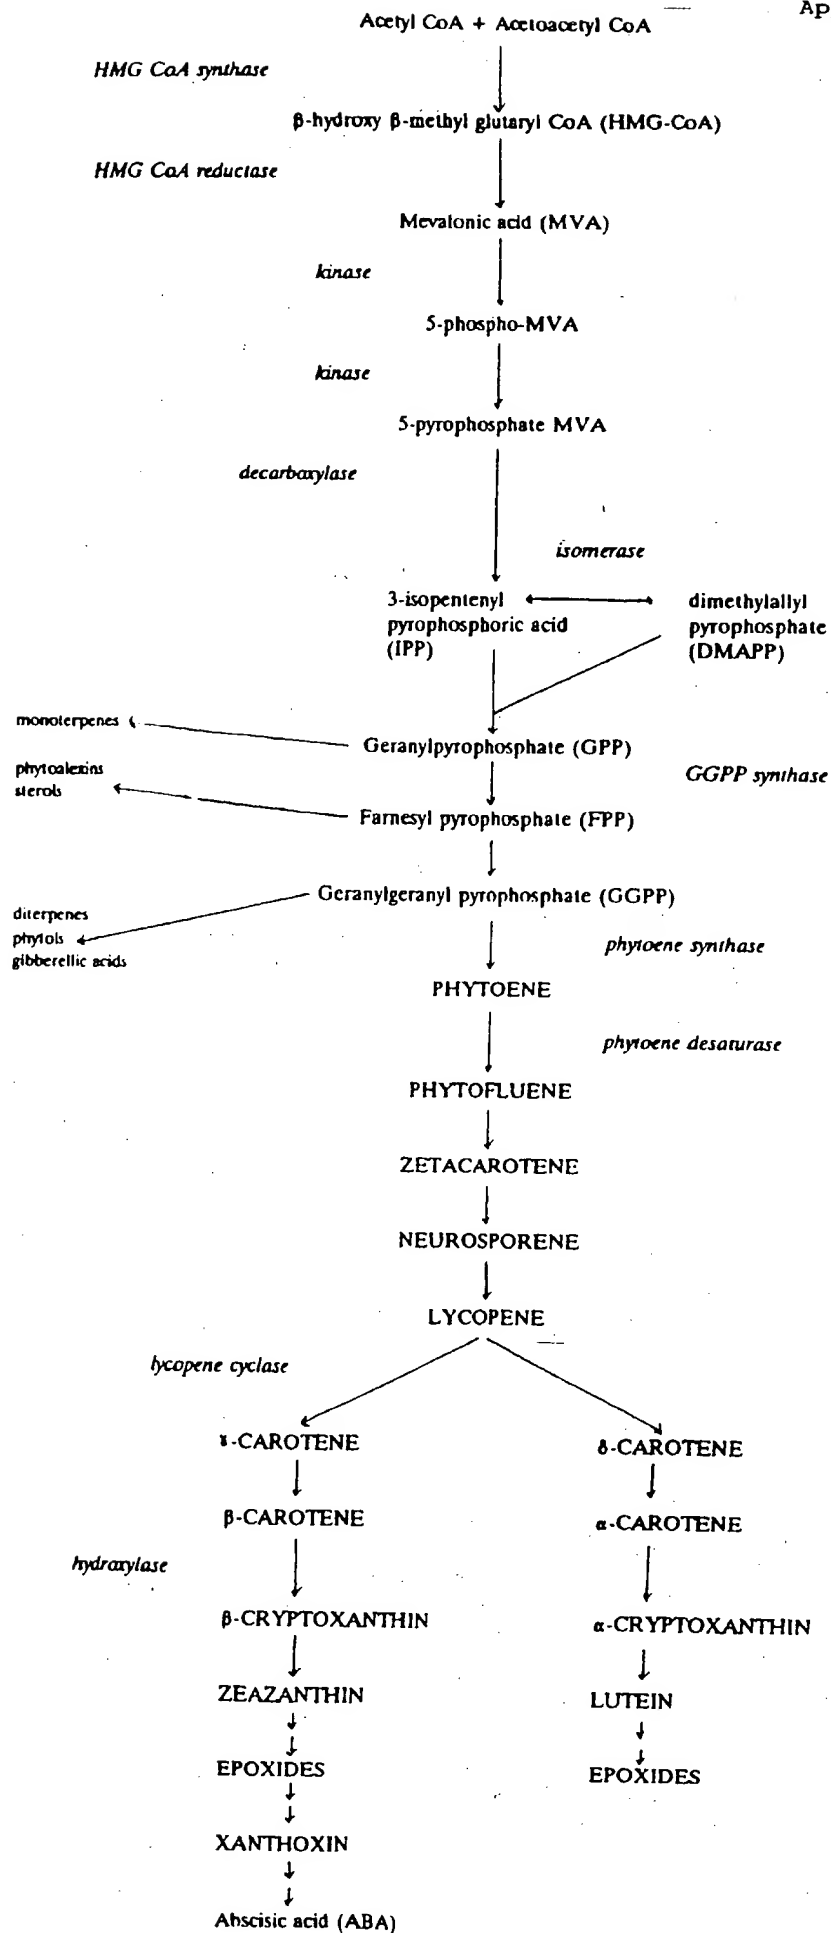 Ap
Acetyl CoA + Acetoacetyl CoA
HMG CoA synthase
β-hydroxy β-methyl glutaryl CoA (HMG-CoA)
HMG CoA reductase
Mevalonic acid (MVA)
kinase
5-phospho-MVA
kinase
5-pyrophosphate MVA
decarboxylase
isomerase
3-isopentenyl
pyrophosphoric acid
(IPP)
dimethylallyl
pyrophosphate
(DMAPP)
monoterpenes
Geranylpyrophosphate (GPP)
phytoalexins
sterols
GGPP synthase
Farnesyl pyrophosphate (FPP)
Geranylgeranyl pyrophosphate (GGPP)
diterpenes
phytols
gibberellic acids
phytoene synthase
PHYTOENE
phytoene desaturase
PHYTOFLUENE
ZETACAROTENE
NEUROSPORENE
LYCOPENE
lycopene cyclase
ɣ-CAROTENE
δ-CAROTENE
β-CAROTENE
α-CAROTENE
hydroxylase
β-CRYPTOXANTHIN
α-CRYPTOXANTHIN
ZEAZANTHIN
LUTEIN
EPOXIDES
EPOXIDES
XANTHOXIN
Abscisic acid (ABA)